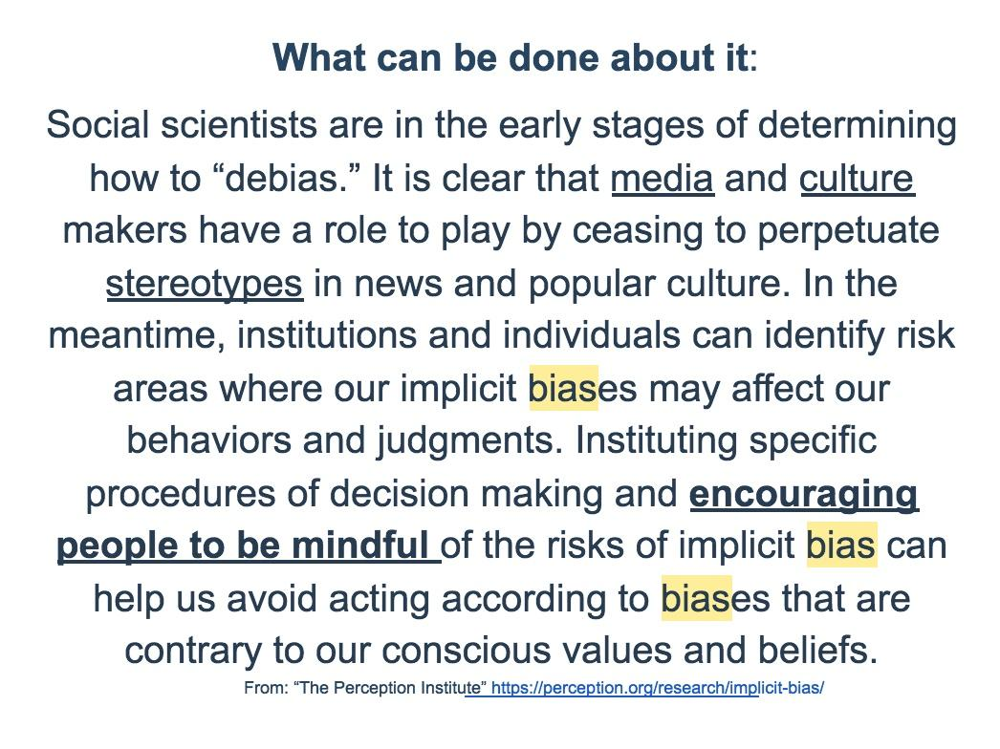 What can be done about it:
Social scientists are in the early stages of determining
how to “debias.” It is clear that media and culture
makers have a role to play by ceasing to perpetuate
stereotypes in news and popular culture. In the
meantime, institutions and individuals can identify risk
areas where our implicit biases may affect our
behaviors and judgments. Instituting specific
procedures of decision making and encouraging
people to be mindful of the risks of implicit bias can
help us avoid acting according to biases that are
contrary to our conscious values and beliefs.
From: “The Perception Institute” https://perception.org/research/implicit-bias/